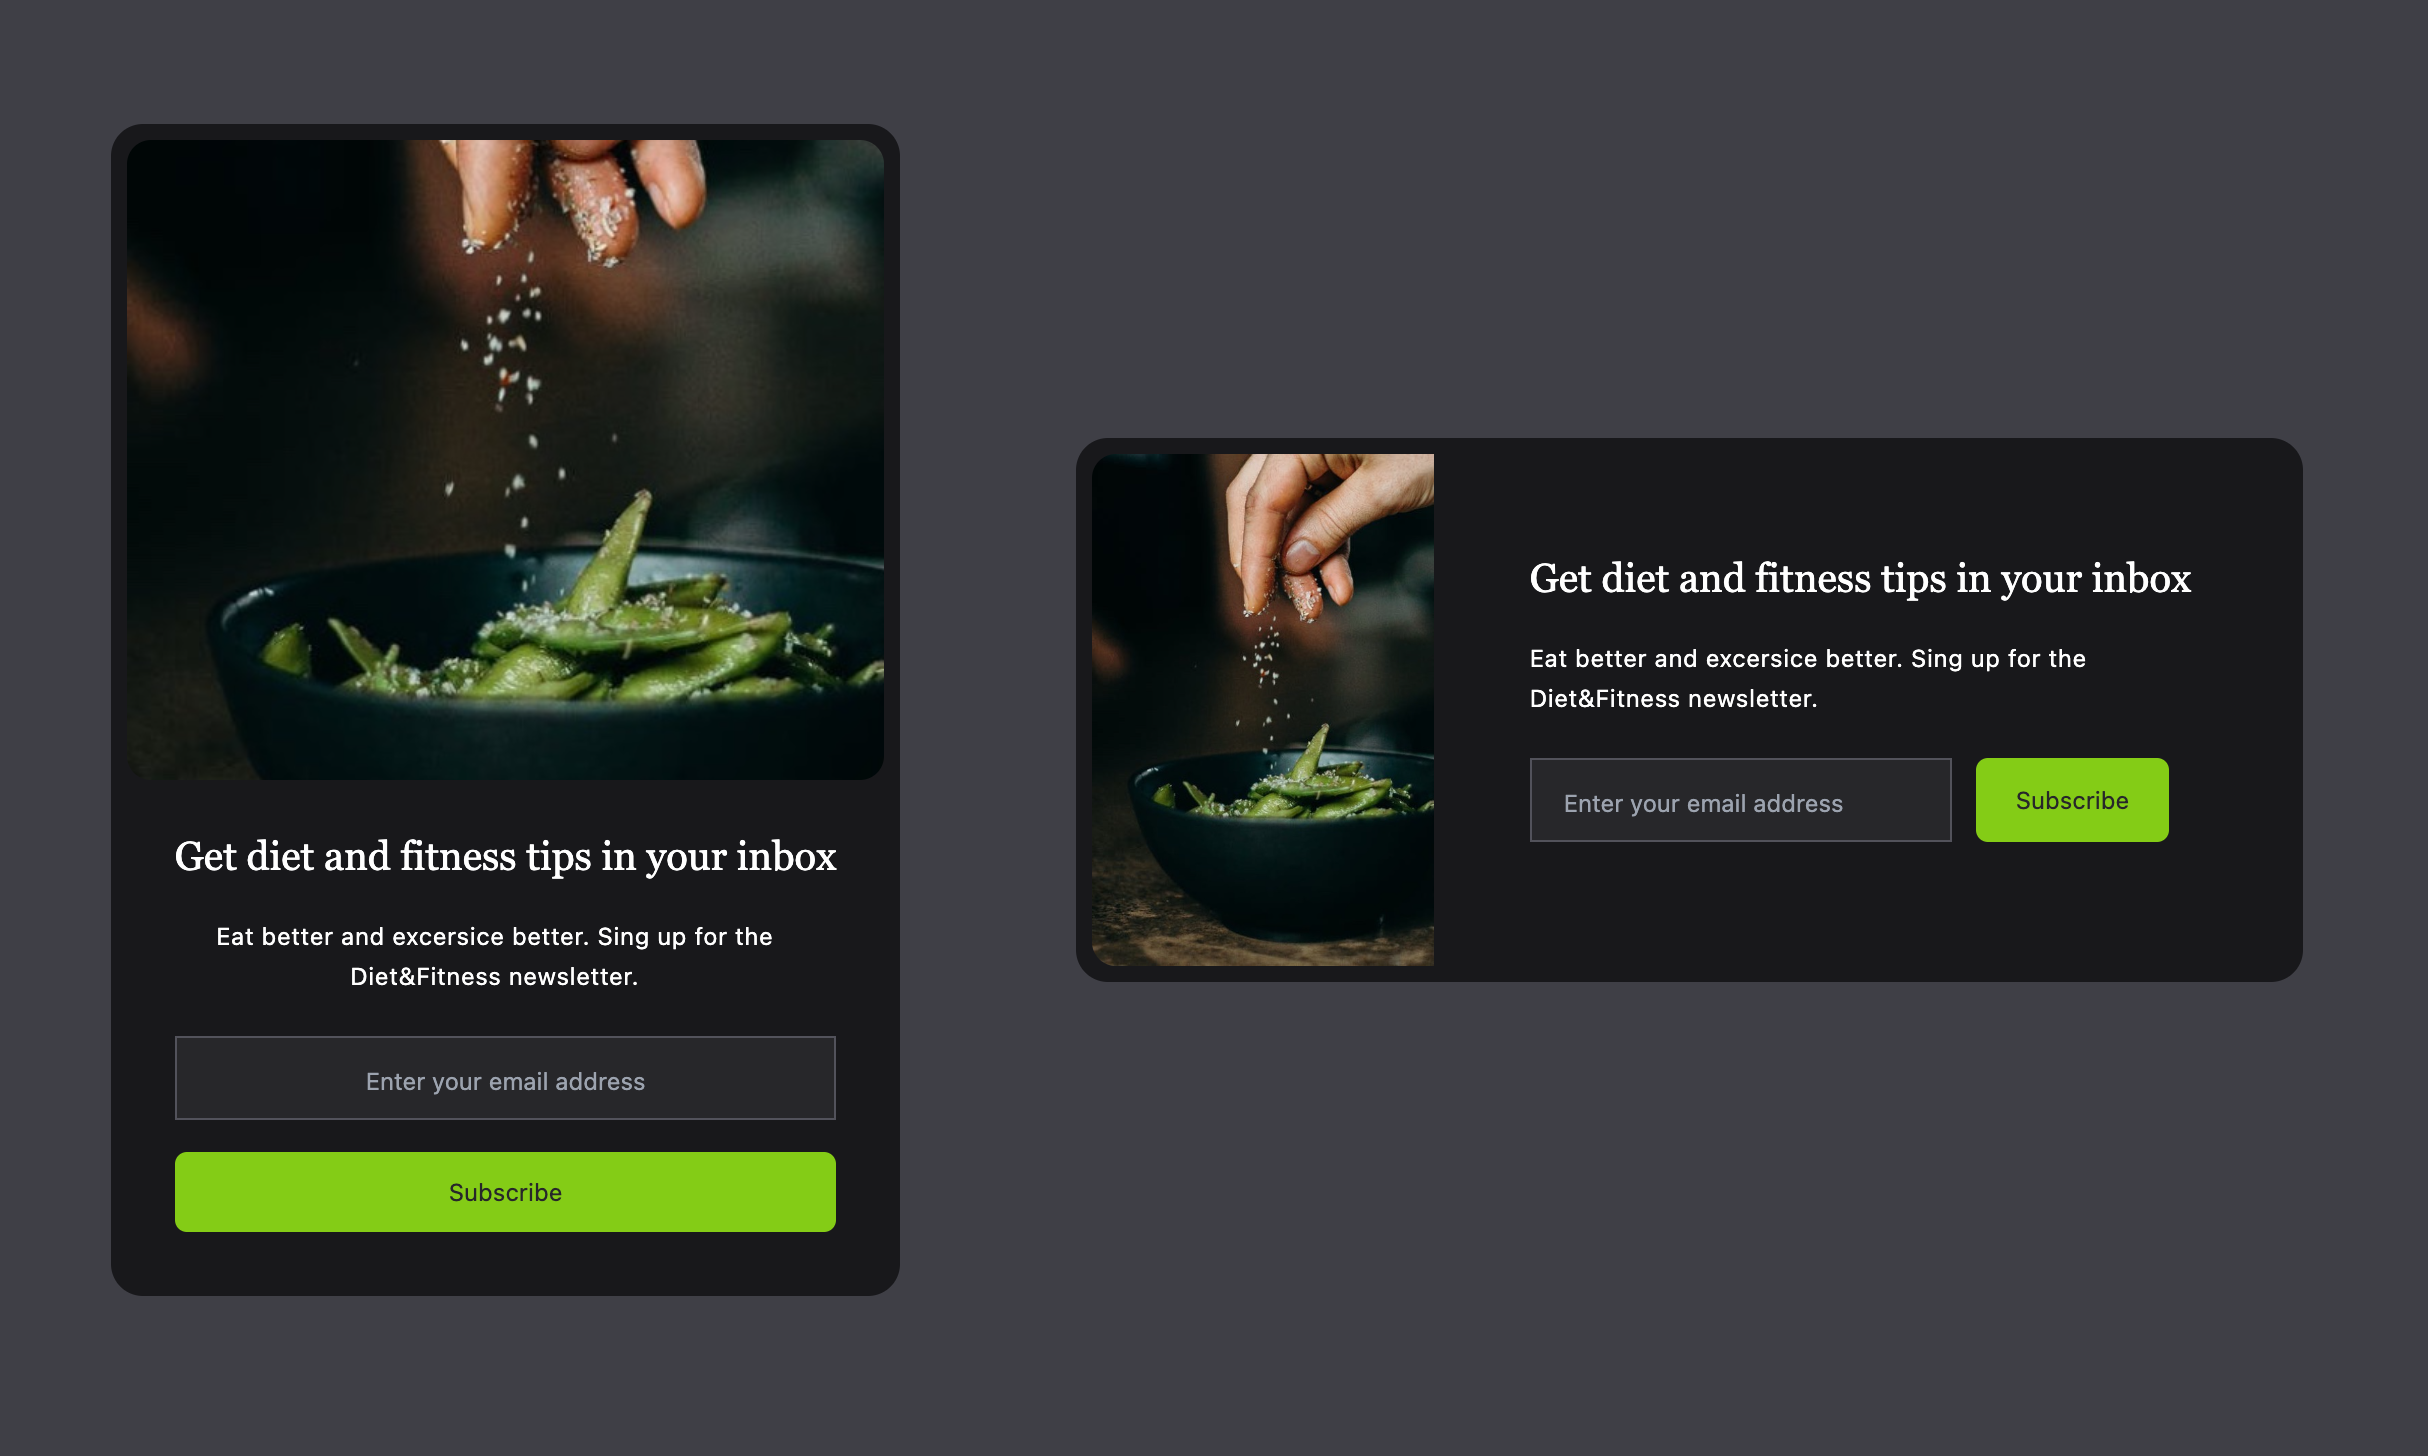 Get diet and fitness tips in your inbox
Eat better and excersice better. Sing up for the
Diet&Fitness newsletter.
Enter your email address
Subscribe
Get diet and fitness tips in your inbox
Eat better and excersice better. Sing up for the
Diet&Fitness newsletter.
Enter your email address
Subscribe